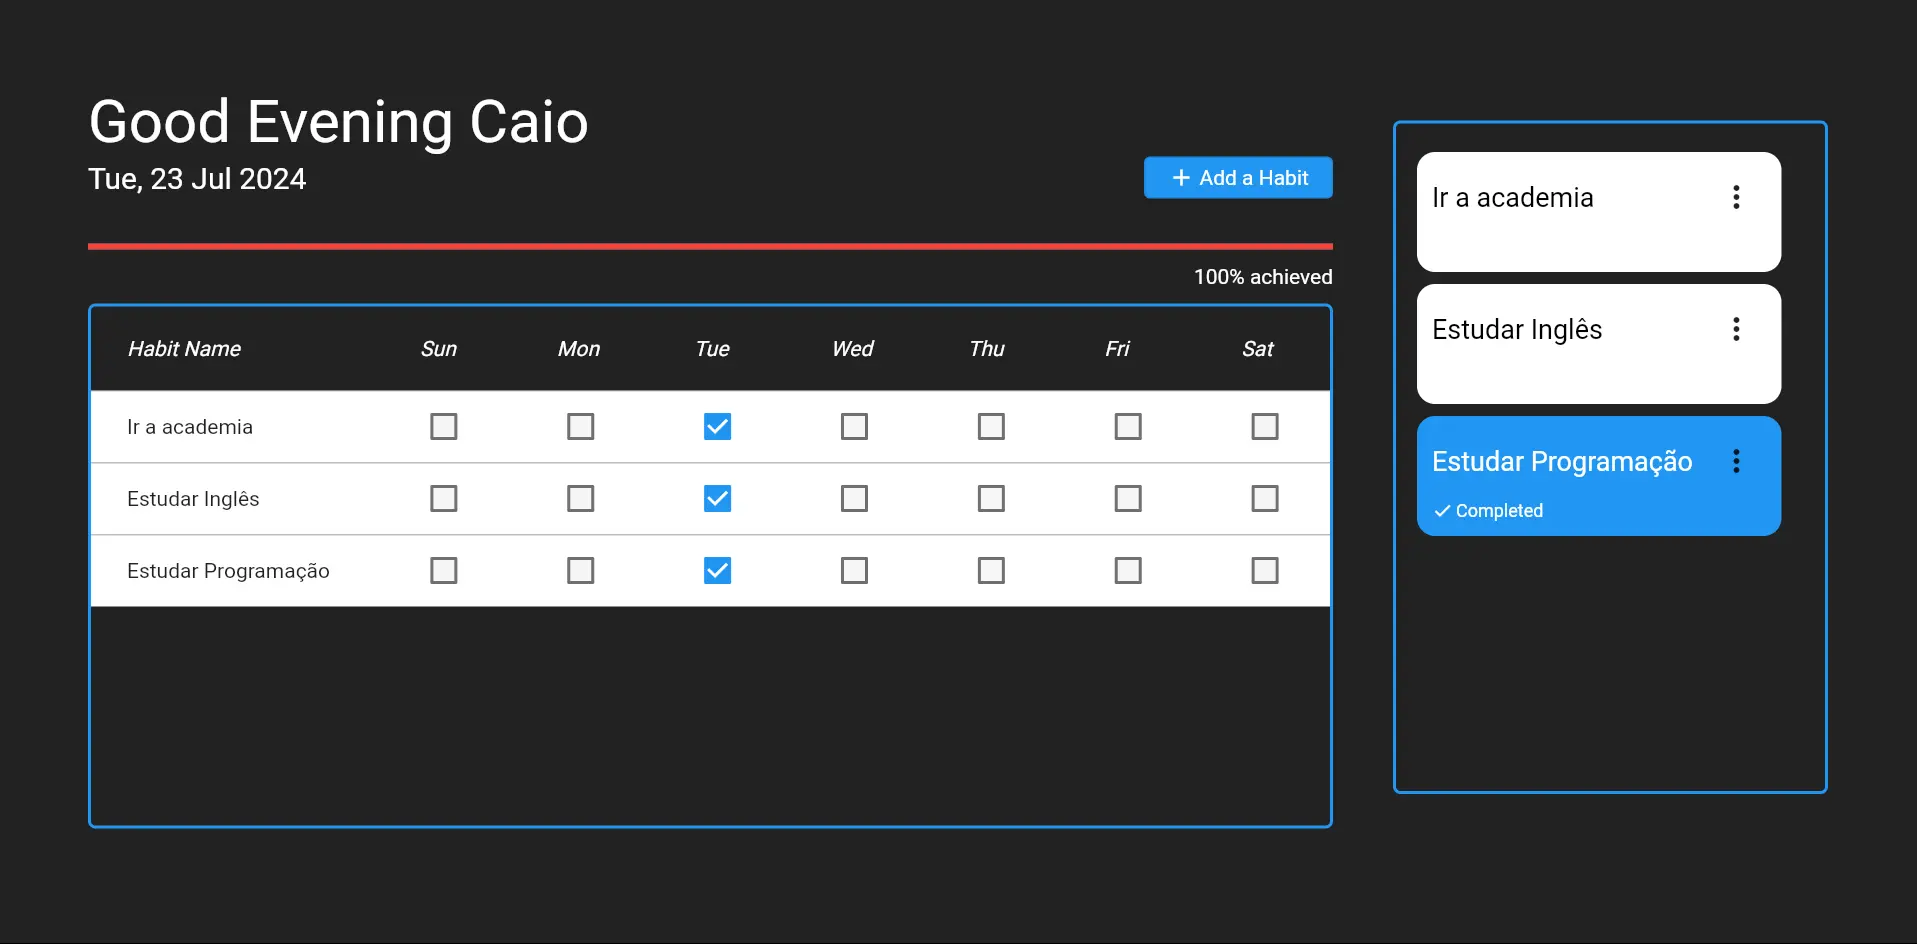 Good Evening Caio
Tue, 23 Jul 2024
Add a Habit
100% achieved
Habit Name Sun Mon Tue Wed Thu Fri Sat
Ir a academia
Estudar Inglês
Estudar Programação
Ir a academia
Estudar Inglês
Estudar Programação
Completed